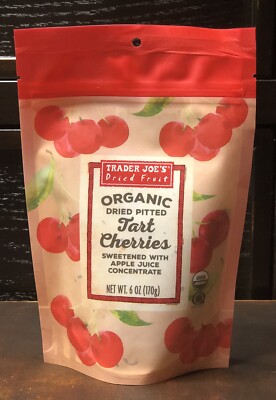 TRADER JOE'S
Dried Fruit
ORGANIC
DRIED PITTED
Tart
Cherries
SWEETENED WITH
APPLE JUICE
CONCENTRATE
NET WT. 6 OZ (170g)